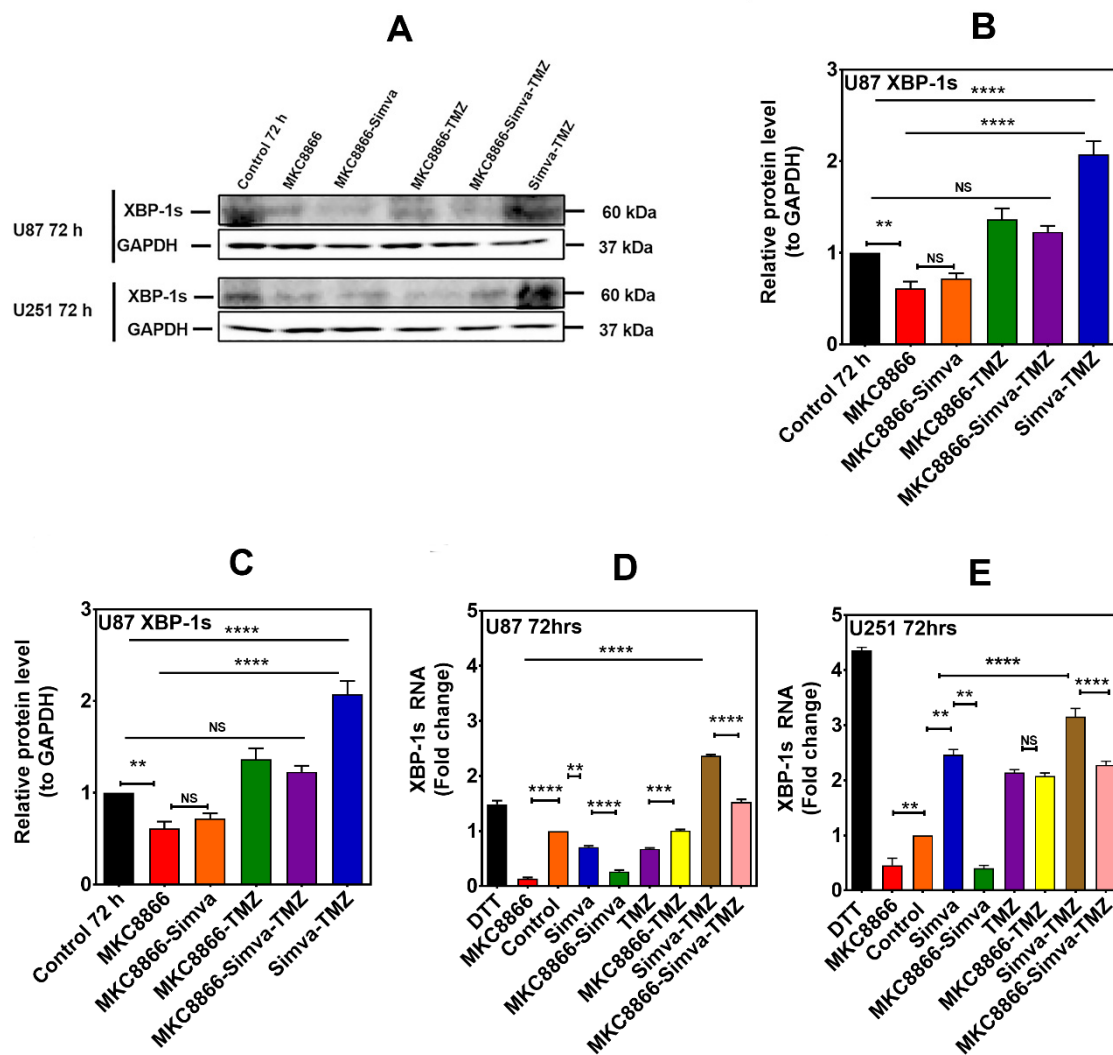 A
Control 72 h
MKC8866
MKC8866-Simva
MKC8866-TMZ
MKC8866-Simva-TMZ
Simva-TMZ
U87 72 h
XBP-1s
60 kDa
GAPDH
37 kDa
U251 72 h
XBP-1s
60 kDa
GAPDH
37 kDa
B
U87 XBP-1s
Relative protein level
(to GAPDH)
3
2
1
0
****
****
NS
**
NS
Control 72 h
MKC8866
MKC8866-Simva
MKC8866-TMZ
MKC8866-Simva-TMZ
Simva-TMZ
C
U87 XBP-1s
Relative protein level
(to GAPDH)
3
2
1
0
****
****
NS
**
NS
Control 72 h
MKC8866
MKC8866-Simva
MKC8866-TMZ
MKC8866-Simva-TMZ
Simva-TMZ
D
U87 72hrs
XBP-1s RNA
(Fold change)
5
4
3
2
1
0
****
****
**
****
***
****
DTT
MKC8866
Control
Simva
MKC8866-Simva
TMZ
MKC8866-TMZ
Simva-TMZ
MKC8866-Simva-TMZ
E
U251 72hrs
XBP-1s RNA
(Fold change)
5
4
3
2
1
0
****
**
**
**
NS
****
DTT
MKC8866
Control
Simva
MKC8866-Simva
TMZ
MKC8866-TMZ
Simva-TMZ
MKC8866-Simva-TMZ